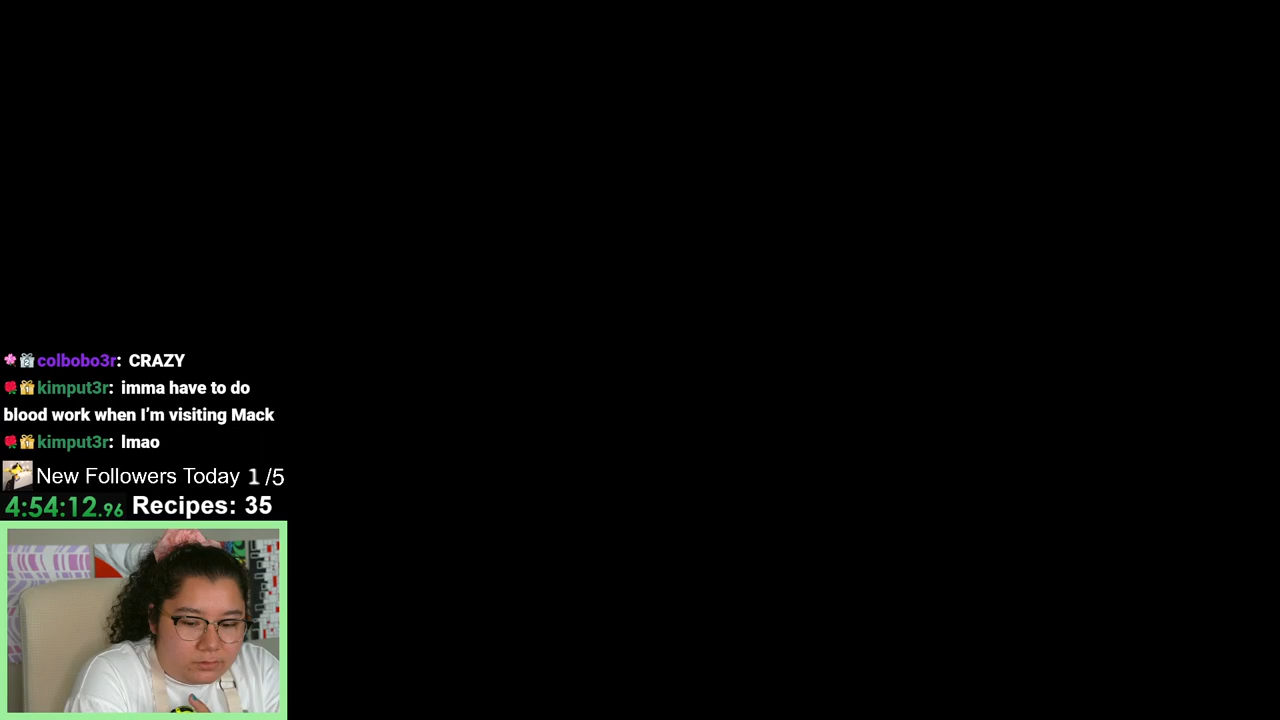 colbobo3r: CRAZY
kimput3r: imma have to do
blood work when I’m visiting Mack
kimput3r: lmao
New Followers Today 1 /5
4:54:12.96 Recipes: 35